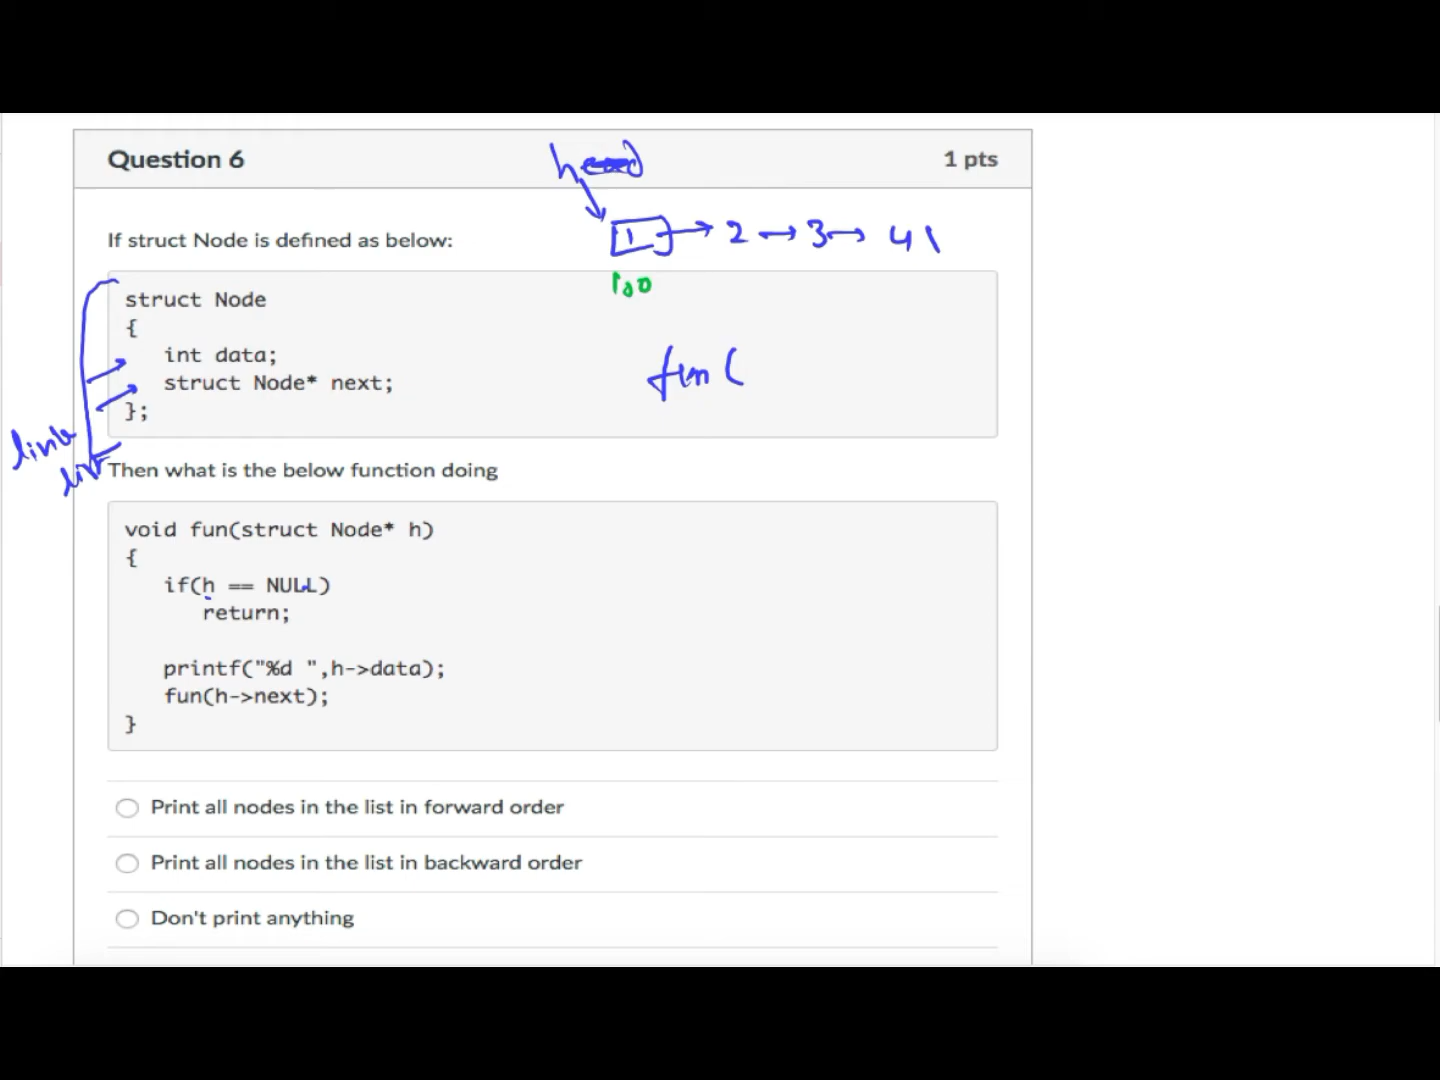 Question 6
1 pts
h
1 → 2 → 3 → 4 \
100
If struct Node is defined as below:
struct Node
{
int data;
struct Node* next;
};
fun (
link
list
Then what is the below function doing
void fun(struct Node* h)
{
if(h == NULL)
return;
printf("%d ",h->data);
fun(h->next);
}
Print all nodes in the list in forward order
Print all nodes in the list in backward order
Don't print anything